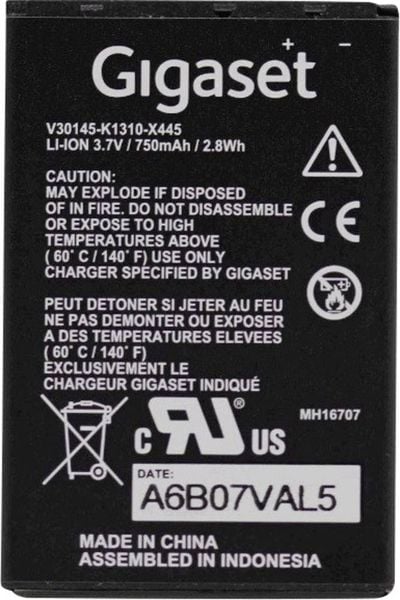 + −
Gigaset
V30145-K1310-X445
LI-ION 3.7V / 750mAh / 2.8Wh
CAUTION:
MAY EXPLODE IF DISPOSED
OF IN FIRE. DO NOT DISASSEMBLE
OR EXPOSE TO HIGH
TEMPERATURES ABOVE
( 60˚ C / 140˚ F) USE ONLY
CHARGER SPECIFIED BY GIGASET
CE
PEUT DETONER SI JETER AU FEU
NE PAS DEMONTER OU EXPOSER
A DES TEMPERATURES ELEVEES
( 60˚ C / 140˚ F)
EXCLUSIVEMENT LE
CHARGEUR GIGASET INDIQUÉ
MH16707
c RU® US
DATE:
A6B07VAL5
MADE IN CHINA
ASSEMBLED IN INDONESIA